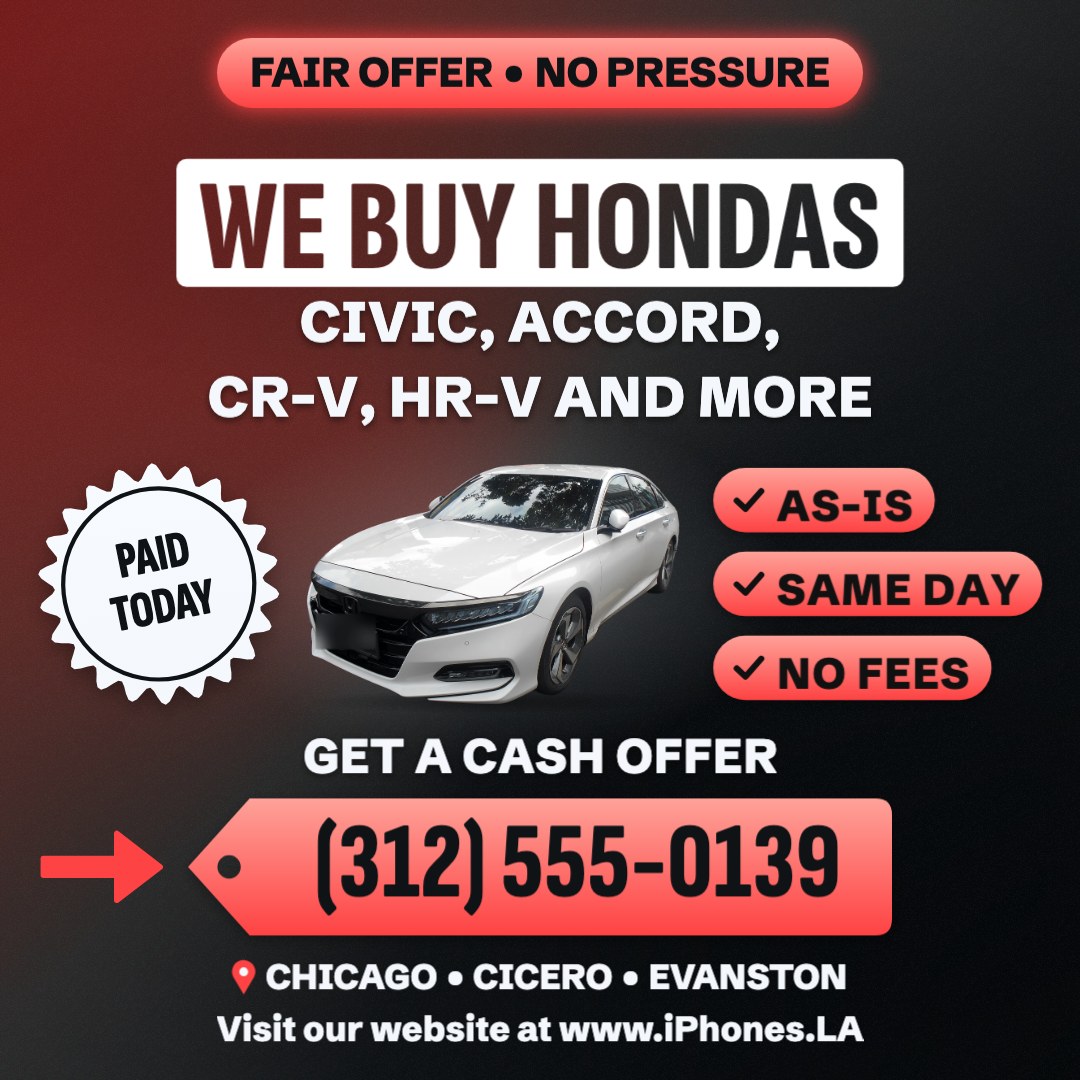 FAIR OFFER • NO PRESSURE
WE BUY HONDAS
CIVIC, ACCORD,
CR-V, HR-V AND MORE
PAID
TODAY
✓ AS-IS
✓ SAME DAY
✓ NO FEES
GET A CASH OFFER
(312) 555-0139
CHICAGO • CICERO • EVANSTON
Visit our website at www.iPhones.LA